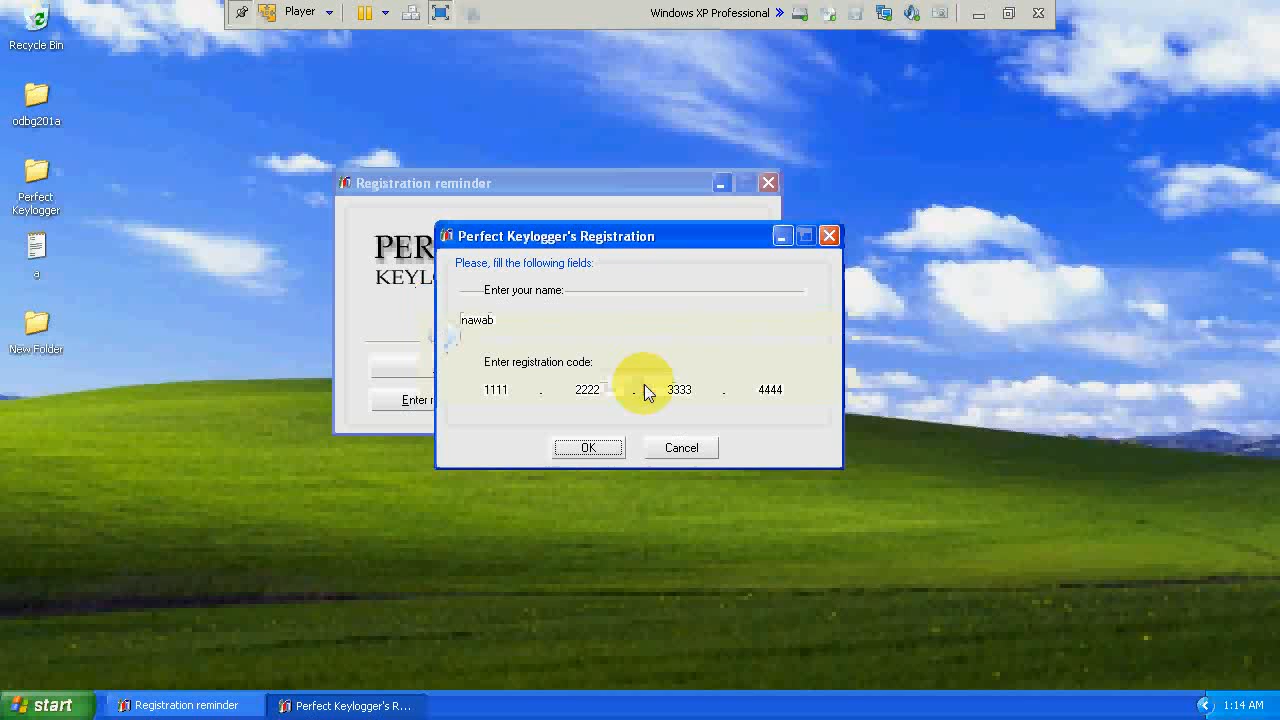 Player
Windows XP Professional
Recycle Bin
odbg201a
Perfect
Keylogger
a
New Folder
Registration reminder
PER
KEYL
Enter r
Perfect Keylogger's Registration
Please, fill the following fields:
Enter your name:
nawab
Enter registration code:
1111 . 2222 . 3333 . 4444
OK Cancel
start
Registration reminder
Perfect Keylogger's R...
1:14 AM